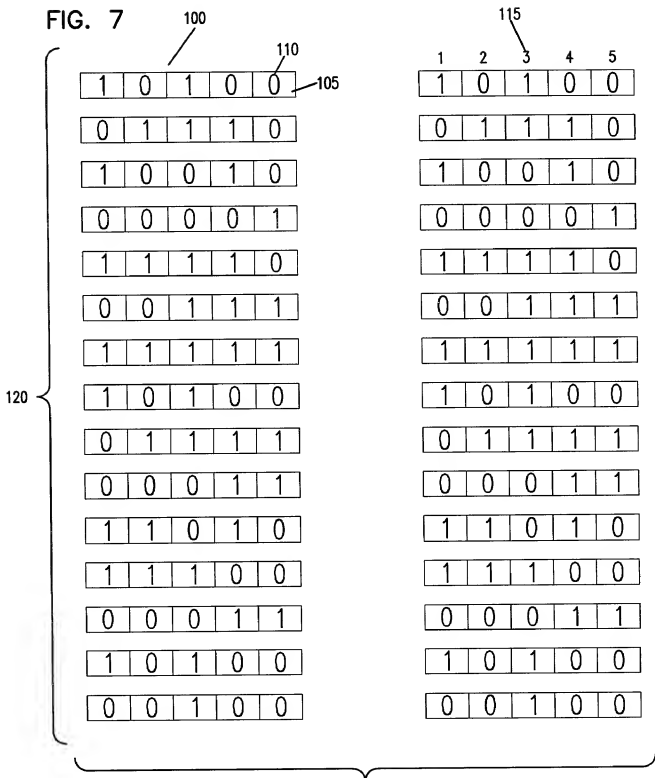 FIG. 7
100
115
110
1 2 3 4 5
1 0 1 0 0 105 1 0 1 0 0
0 1 1 1 0 0 1 1 1 0
1 0 0 1 0 1 0 0 1 0
0 0 0 0 1 0 0 0 0 1
1 1 1 1 0 1 1 1 1 0
0 0 1 1 1 0 0 1 1 1
1 1 1 1 1 1 1 1 1 1
120 1 0 1 0 0 1 0 1 0 0
0 1 1 1 1 0 1 1 1 1
0 0 0 1 1 0 0 0 1 1
1 1 0 1 0 1 1 0 1 0
1 1 1 0 0 1 1 1 0 0
0 0 0 1 1 0 0 0 1 1
1 0 1 0 0 1 0 1 0 0
0 0 1 0 0 0 0 1 0 0